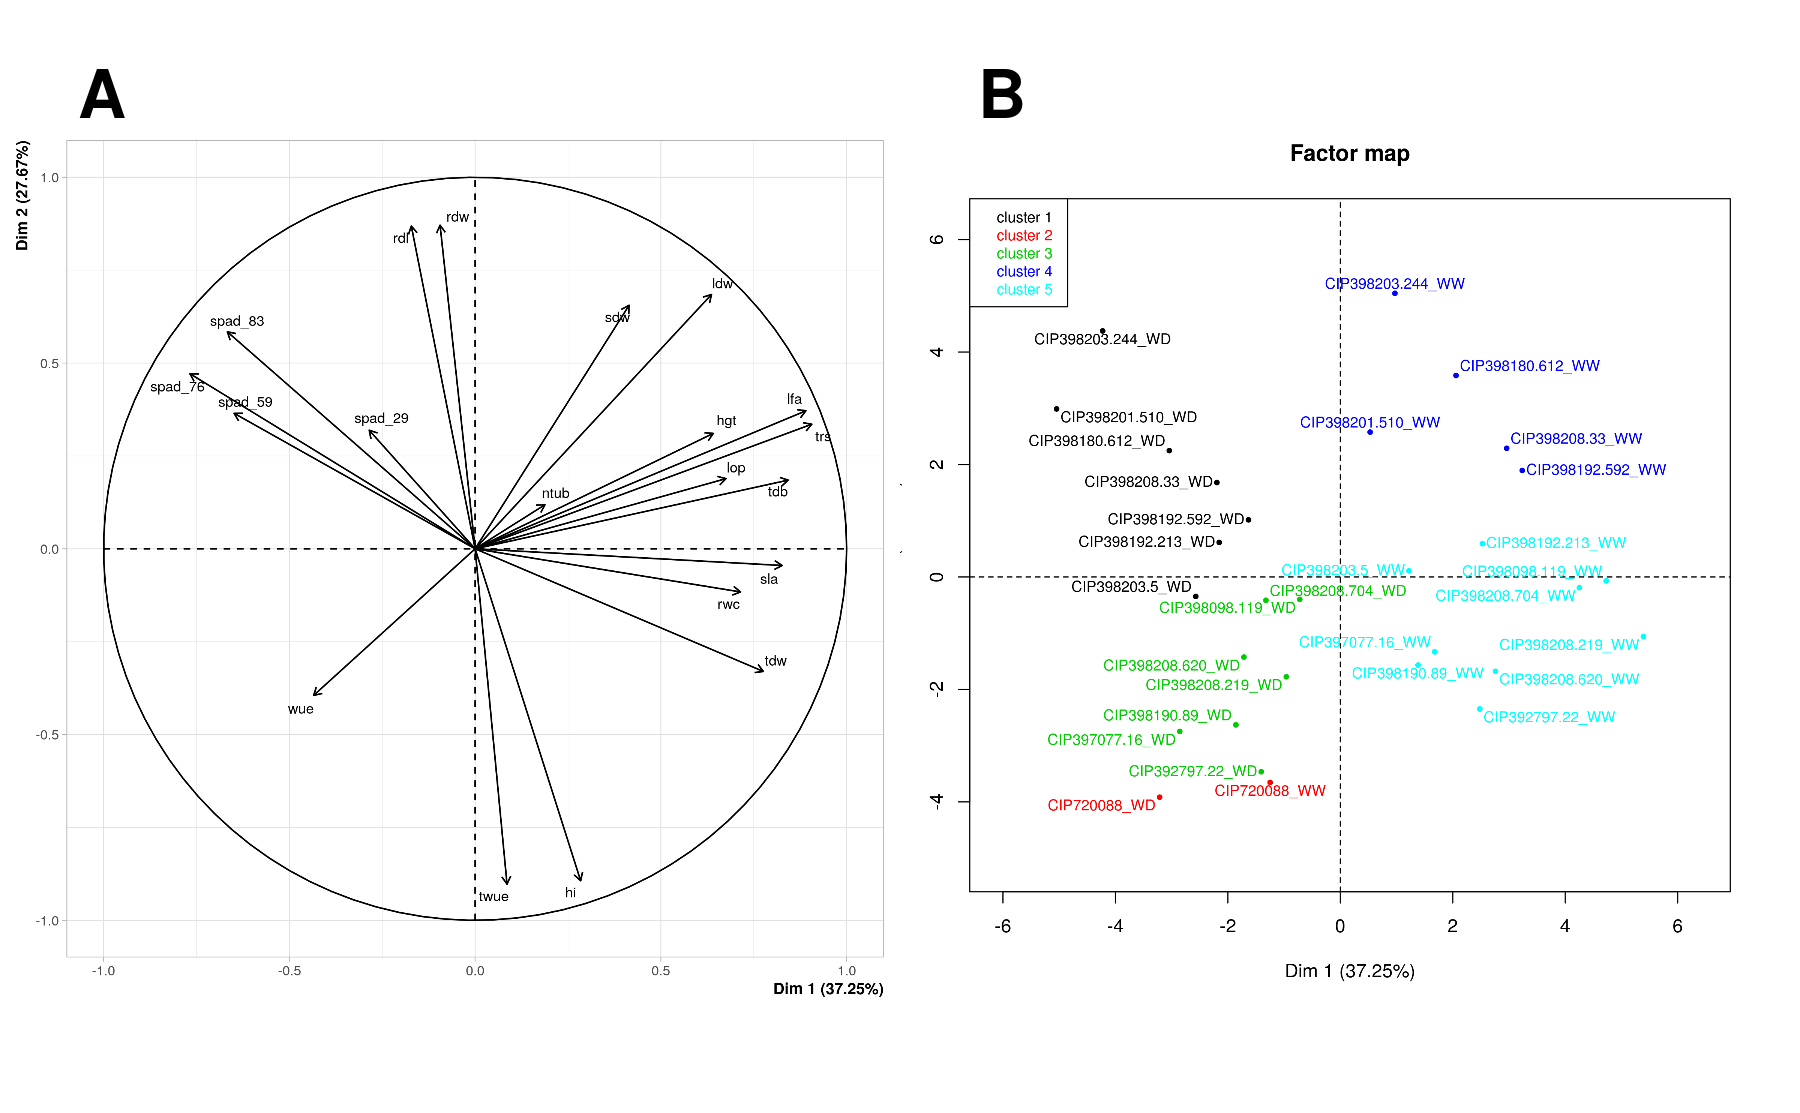 A
B
Dim 2 (27.67%)
1.0
0.5
0.0
-0.5
-1.0
rdw
rdl
ldw
sdw
spad_83
spad_76
spad_59
spad_29
lfa
hgt
trs
lop
tdb
ntub
sla
rwc
tdw
wue
twue
hi
-1.0
-0.5
0.0
0.5
1.0
Dim 1 (37.25%)
Factor map
cluster 1
cluster 2
cluster 3
cluster 4
cluster 5
6
4
2
0
-2
-4
CIP398203.244_WW
CIP398203.244_WD
CIP398180.612_WW
CIP398201.510_WD
CIP398201.510_WW
CIP398180.612_WD
CIP398208.33_WW
CIP398192.592_WW
CIP398208.33_WD
CIP398192.592_WD
CIP398192.213_WD
CIP398192.213_WW
CIP398203.5_WW
CIP398098.119_WW
CIP398203.5_WD
CIP398208.704_WD
CIP398208.704_WW
CIP398098.119_WD
CIP397077.16_WW
CIP398208.219_WW
CIP398208.620_WD
CIP398190.89_WW
CIP398208.620_WW
CIP398208.219_WD
CIP398190.89_WD
CIP392797.22_WW
CIP397077.16_WD
CIP392797.22_WD
CIP720088_WW
CIP720088_WD
-6
-4
-2
0
2
4
6
Dim 1 (37.25%)